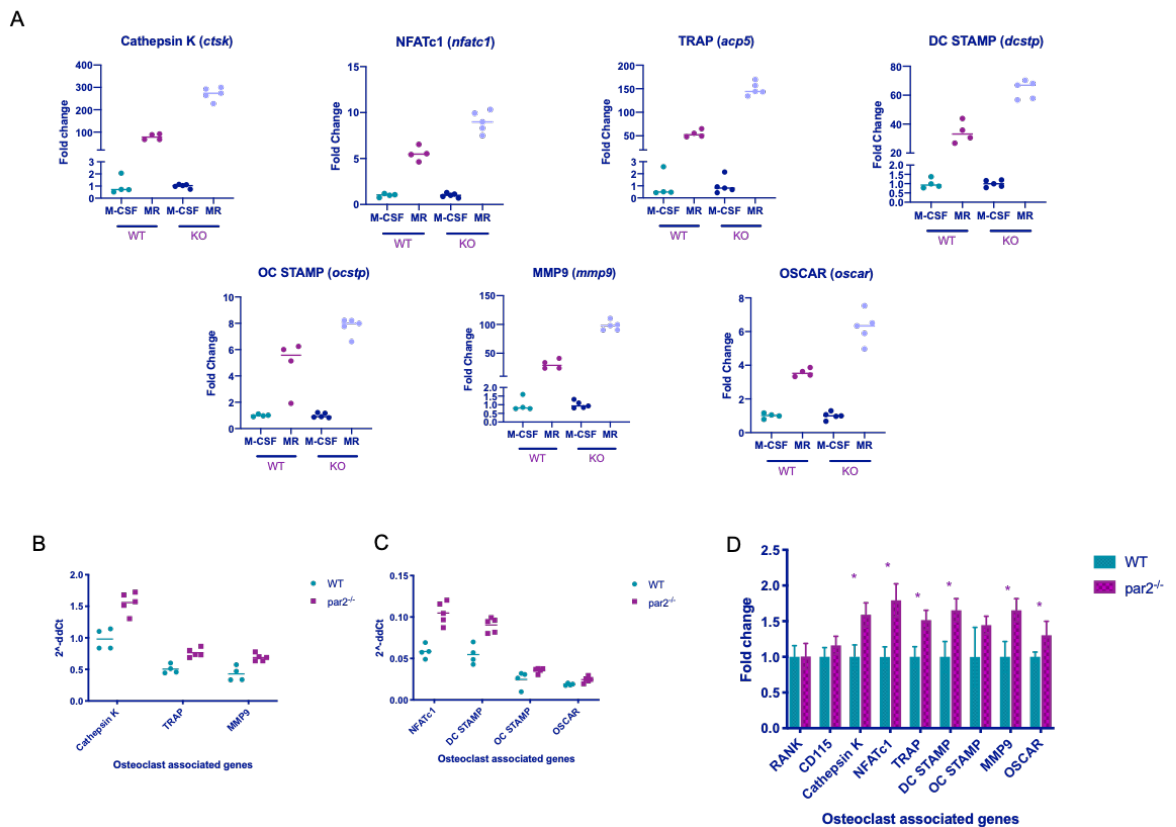 A
Cathepsin K (ctsk)
Fold change
400
300
200
100
3
2
1
0
M-CSF MR M-CSF MR
WT KO
NFATc1 (nfatc1)
Fold Change
15
10
5
0
M-CSF MR M-CSF MR
WT KO
TRAP (acp5)
Fold Change
200
150
100
50
3
2
1
0
M-CSF MR M-CSF MR
WT KO
DC STAMP (dcstp)
Fold Change
80
60
40
20
2.0
1.5
1.0
0.5
0.0
M-CSF MR M-CSF MR
WT KO
OC STAMP (ocstp)
Fold Change
10
8
6
4
2
0
M-CSF MR M-CSF MR
WT KO
MMP9 (mmp9)
Fold Change
150
100
50
2.0
1.5
1.0
0.5
0.0
M-CSF MR M-CSF MR
WT KO
OSCAR (oscar)
Fold Change
8
6
4
2
0
M-CSF MR M-CSF MR
WT KO
B
2^-ddCt
2.0
1.5
1.0
0.5
0.0
Cathepsin K TRAP MMP9
Osteoclast associated genes
WT
par2-/-
C
2^-ddCt
0.15
0.10
0.05
0.00
NFATc1 DC STAMP OC STAMP OSCAR
Osteoclast associated genes
WT
par2-/-
D
Fold change
2.5
2.0
1.5
1.0
0.5
0.0
* * * * * *
RANK CD115 Cathepsin K NFATc1 TRAP DC STAMP OC STAMP MMP9 OSCAR
Osteoclast associated genes
WT
par2-/-